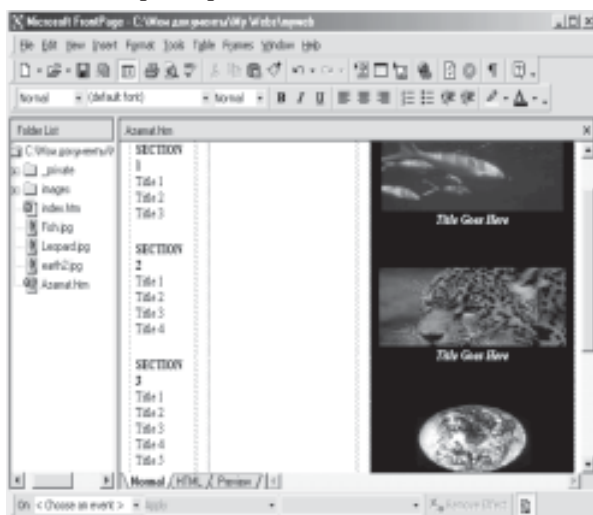 Microsoft FrontPage - C:\Мои документы\My Webs\myweb
File Edit View Insert Format Tools Table Frames Window Help
Normal (default font) Normal B I U
Folder List
Azamat.htm
C:\Мои документы\
_private
images
index.htm
Fish.jpg
Leopard.jpg
earth2.jpg
Azamat.htm
SECTION
1
Title 1
Title 2
Title 3
SECTION
2
Title 1
Title 2
Title 3
Title 4
SECTION
3
Title 1
Title 2
Title 3
Title 4
Title 5
Title Goes Here
Title Goes Here
Normal HTML Preview
On: < Choose an event > Apply Remove Effect